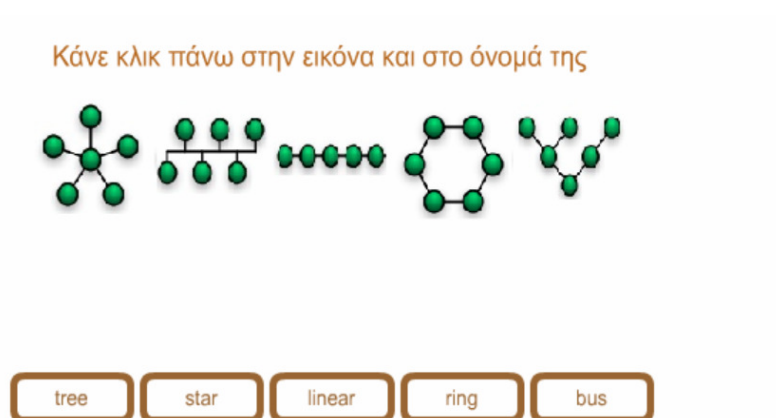 Κάνε κλικ πάνω στην εικόνα και στο όνομά της
tree star linear ring bus